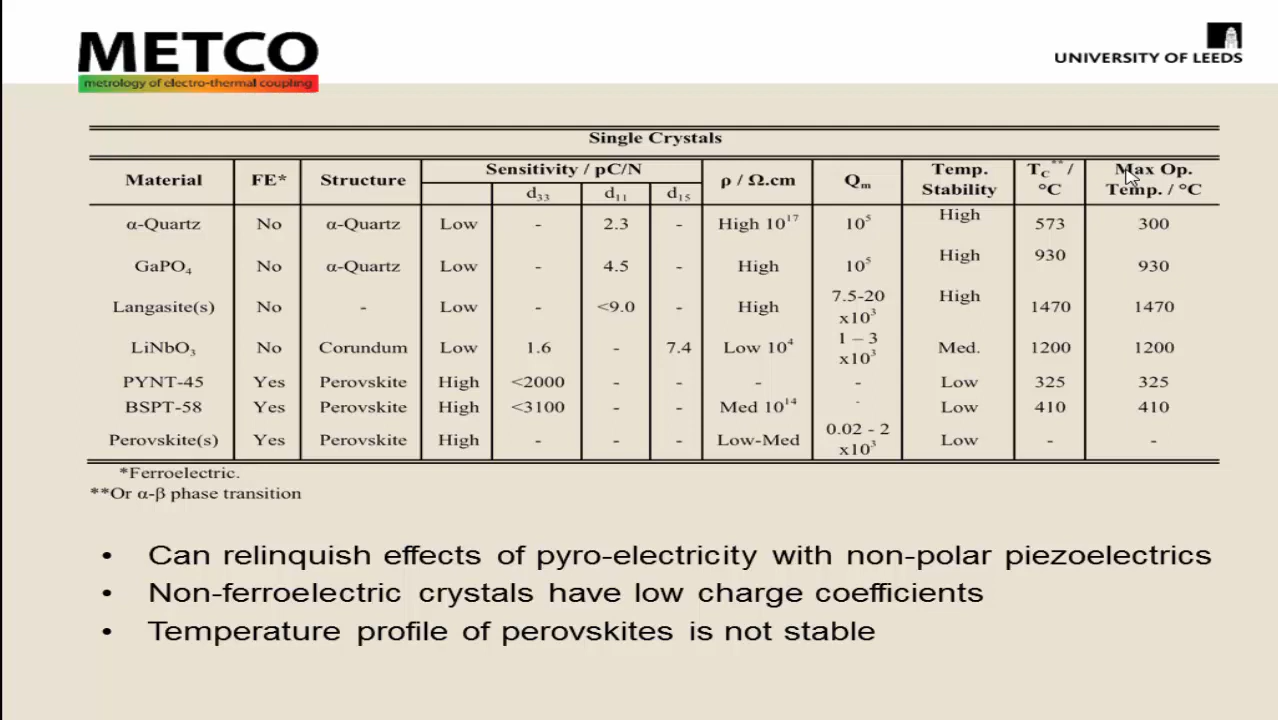 METCO
metrology of electro-thermal coupling
UNIVERSITY OF LEEDS
Single Crystals
Material FE* Structure Sensitivity / pC/N ρ / Ω.cm Qm Temp. Stability TC** / °C Max Op. Temp. / °C
d33 d11 d15
α-Quartz No α-Quartz Low - 2.3 - High 10^17 10^5 High 573 300
GaPO4 No α-Quartz Low - 4.5 - High 10^5 High 930 930
Langasite(s) No - Low - <9.0 - High 7.5-20 x10^3 High 1470 1470
LiNbO3 No Corundum Low 1.6 - 7.4 Low 10^4 1 – 3 x10^3 Med. 1200 1200
PYNT-45 Yes Perovskite High <2000 - - - - Low 325 325
BSPT-58 Yes Perovskite High <3100 - - Med 10^14 - Low 410 410
Perovskite(s) Yes Perovskite High - - - Low-Med 0.02 - 2 x10^3 Low - -
*Ferroelectric.
**Or α-β phase transition
• Can relinquish effects of pyro-electricity with non-polar piezoelectrics
• Non-ferroelectric crystals have low charge coefficients
• Temperature profile of perovskites is not stable